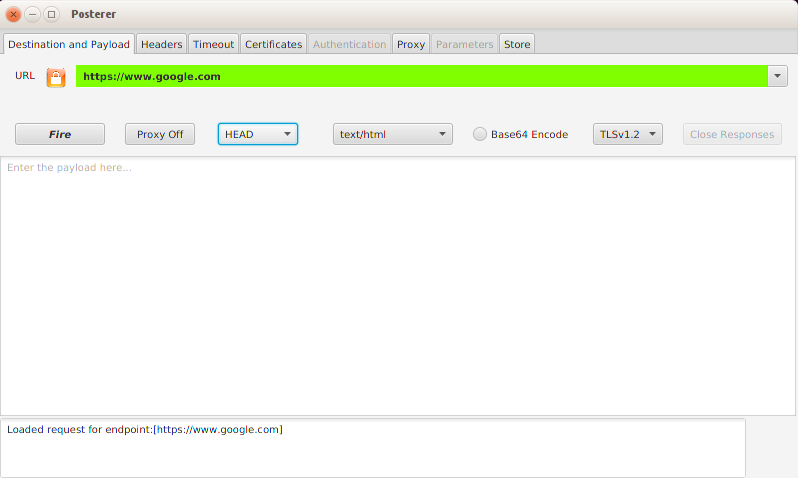 Posterer
Destination and Payload Headers Timeout Certificates Authentication Proxy Parameters Store
URL https://www.google.com
Fire Proxy Off HEAD text/html Base64 Encode TLSv1.2 Close Responses
Enter the payload here...
Loaded request for endpoint:[https://www.google.com]